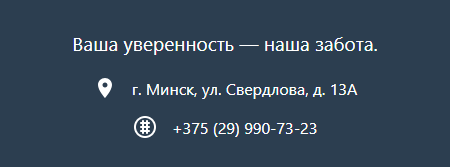 Ваша уверенность — наша забота.
г. Минск, ул. Свердлова, д. 13А
+375 (29) 990-73-23